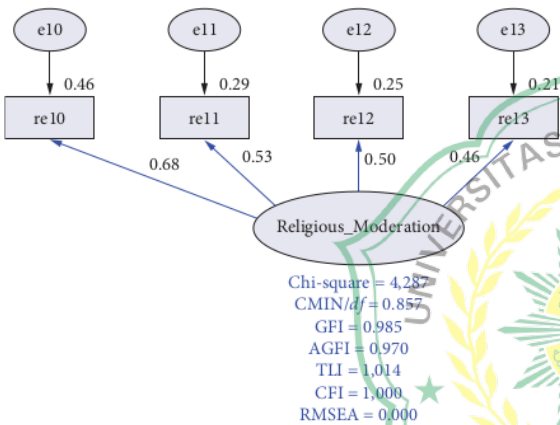 e10 e11 e12 e13
0.46 0.29 0.25 0.21
re10 re11 re12 re13
0.68 0.53 0.50 0.46
Religious_Moderation
Chi-square = 4,287
CMIN/df = 0.857
GFI = 0.985
AGFI = 0.970
TLI = 1,014
CFI = 1,000
RMSEA = 0.000
UNIVERSITAS